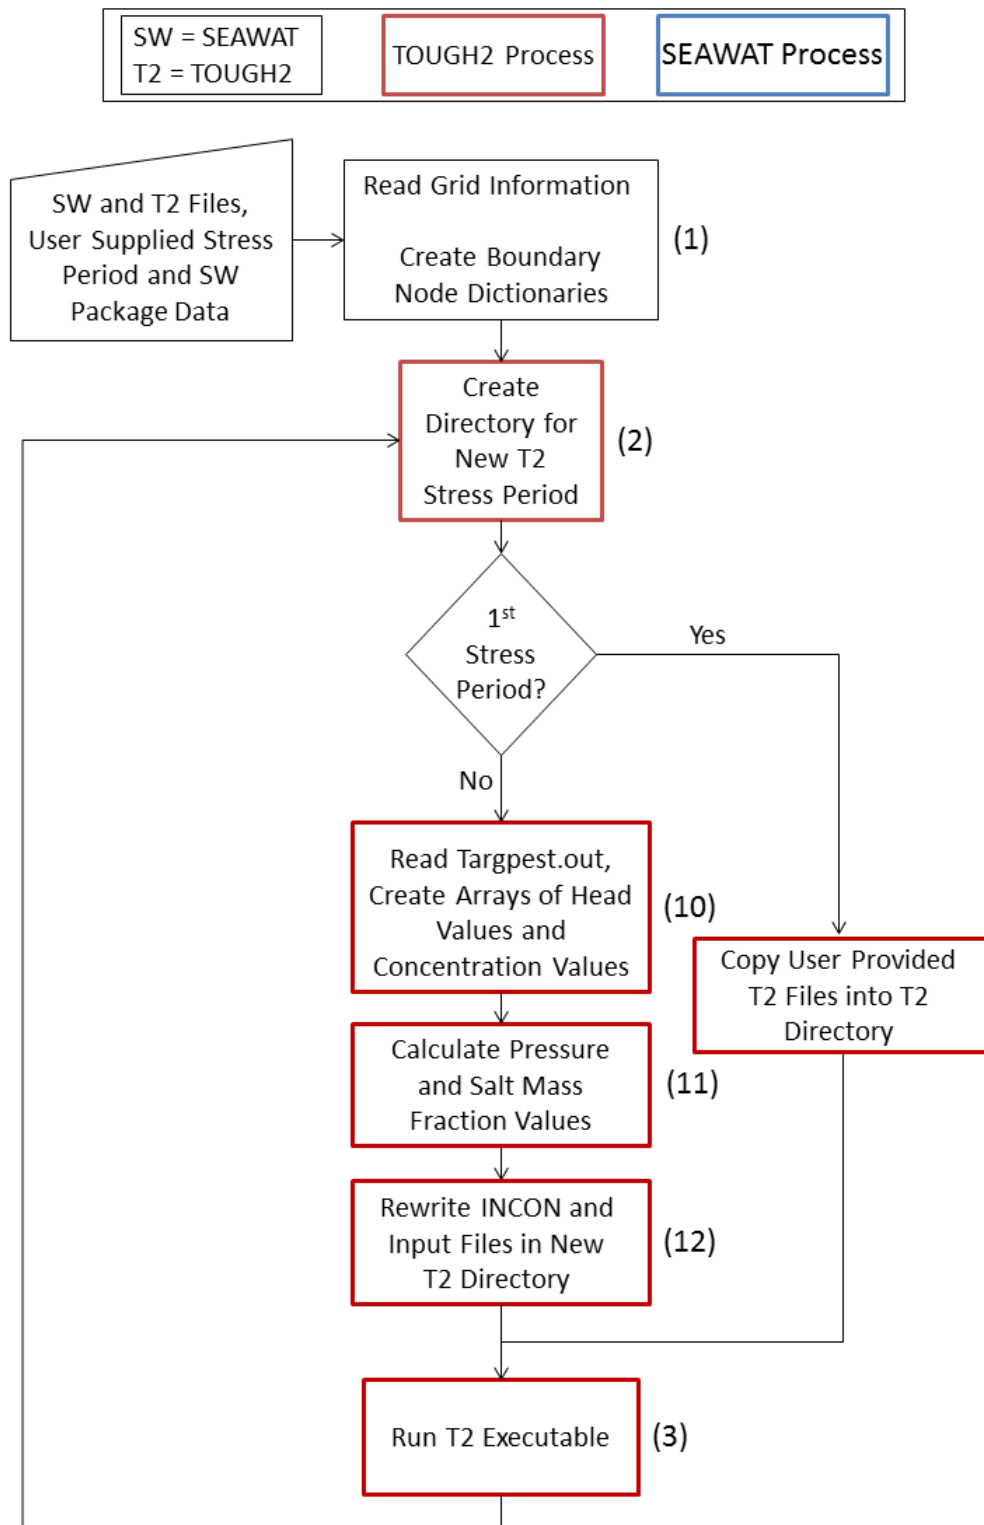 SW = SEAWAT
T2 = TOUGH2
TOUGH2 Process
SEAWAT Process
SW and T2 Files,
User Supplied Stress
Period and SW
Package Data
Read Grid Information
Create Boundary
Node Dictionaries
(1)
Create
Directory for
New T2
Stress Period
(2)
1st
Stress
Period?
Yes
No
Read Targpest.out,
Create Arrays of Head
Values and
Concentration Values
(10)
Copy User Provided
T2 Files into T2
Directory
Calculate Pressure
and Salt Mass
Fraction Values
(11)
Rewrite INCON and
Input Files in New
T2 Directory
(12)
Run T2 Executable
(3)